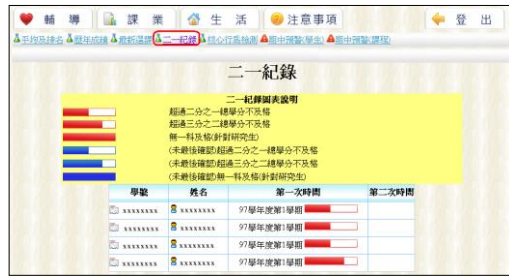 輔 導 課 業 生 活 注意事項 登 出
平均及排名 歷年成績 最新選課 二一紀錄 核心行為檢測 期中預警(學生) 期中預警(課程)
二一紀錄
二一紀錄圖表說明
超過二分之一總學分不及格
超過三分之二總學分不及格
無一科及格(針對研究生)
(未最後確認)超過二分之一總學分不及格
(未最後確認)超過三分之二總學分不及格
(未最後確認)無一科及格(針對研究生)
學號 姓名 第一次時間 第二次時間
xxxxxxxx xxxxxxxx 97學年度第1學期
xxxxxxxx xxxxxxxx 97學年度第1學期
xxxxxxxx xxxxxxxx 97學年度第1學期
xxxxxxxx xxxxxxxx 97學年度第1學期